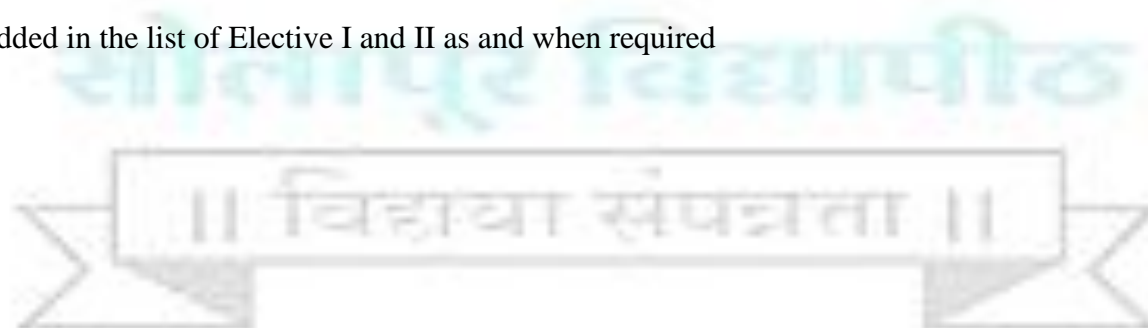 dded in the list of Elective I and II as and when required
सोलापूर विद्यापीठ
|| विद्यया संपन्नता ||